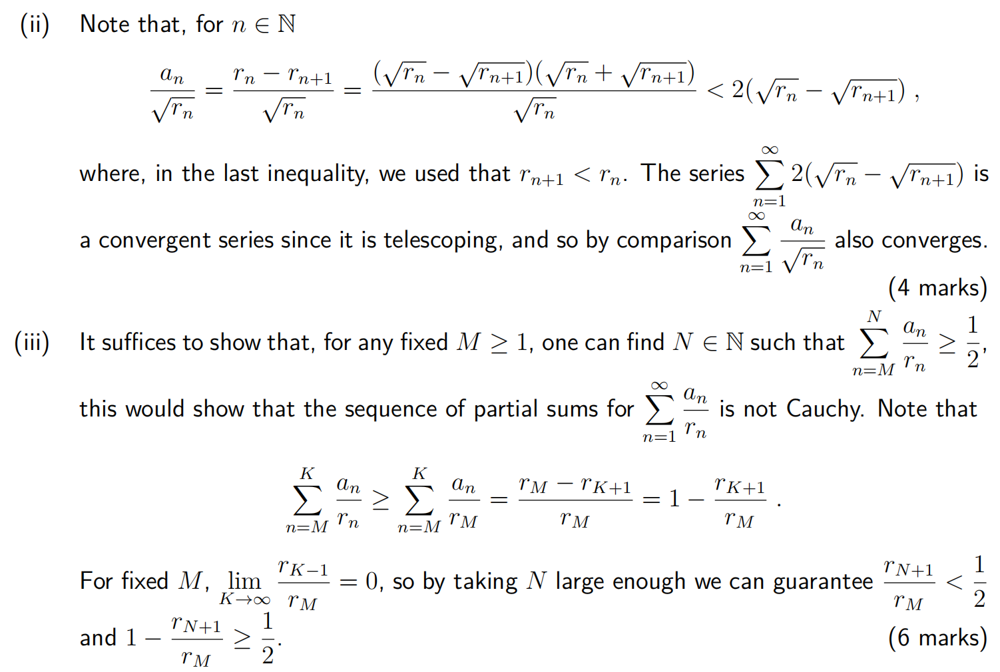 (ii) Note that, for $n \in \mathbb{N}$
$\frac{a_n}{\sqrt{r_n}} = \frac{r_n - r_{n+1}}{\sqrt{r_n}} = \frac{(\sqrt{r_n} - \sqrt{r_{n+1}})(\sqrt{r_n} + \sqrt{r_{n+1}})}{\sqrt{r_n}} < 2(\sqrt{r_n} - \sqrt{r_{n+1}})$ ,
where, in the last inequality, we used that $r_{n+1} < r_n$. The series $\sum_{n=1}^{\infty} 2(\sqrt{r_n} - \sqrt{r_{n+1}})$ is
a convergent series since it is telescoping, and so by comparison $\sum_{n=1}^{\infty} \frac{a_n}{\sqrt{r_n}}$ also converges.
(4 marks)
(iii) It suffices to show that, for any fixed $M \geq 1$, one can find $N \in \mathbb{N}$ such that $\sum_{n=M}^{N} \frac{a_n}{r_n} \geq \frac{1}{2}$,
this would show that the sequence of partial sums for $\sum_{n=1}^{\infty} \frac{a_n}{r_n}$ is not Cauchy. Note that
$\sum_{n=M}^{K} \frac{a_n}{r_n} \geq \sum_{n=M}^{K} \frac{a_n}{r_M} = \frac{r_M - r_{K+1}}{r_M} = 1 - \frac{r_{K+1}}{r_M}$ .
For fixed $M$, $\lim_{K \to \infty} \frac{r_{K-1}}{r_M} = 0$, so by taking $N$ large enough we can guarantee $\frac{r_{N+1}}{r_M} < \frac{1}{2}$
and $1 - \frac{r_{N+1}}{r_M} \geq \frac{1}{2}$. (6 marks)